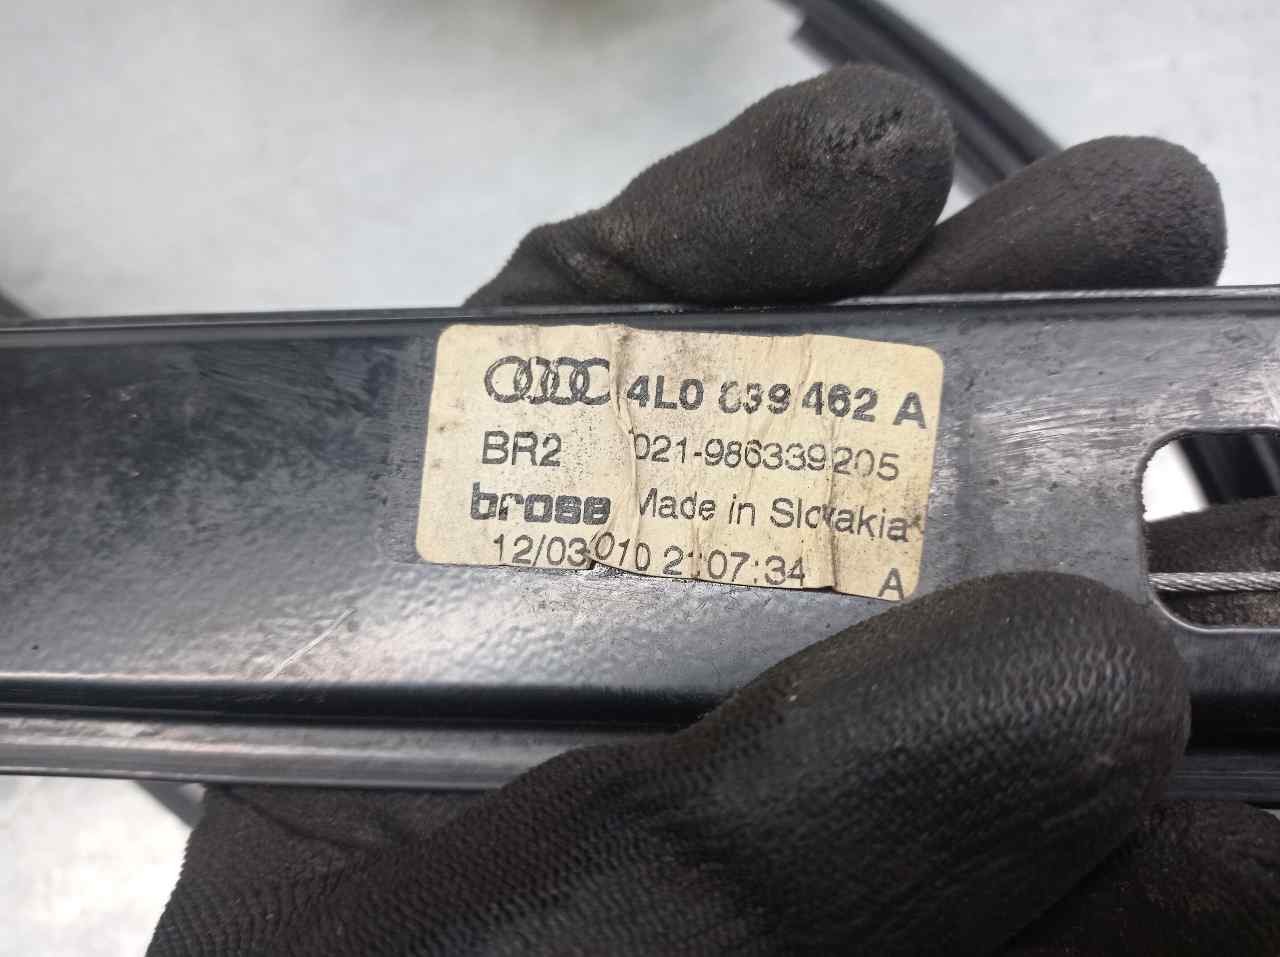 4L0 839 462 A
BR2 021-986339205
brose Made in Slovakia
12/03/010 21:07:34 A